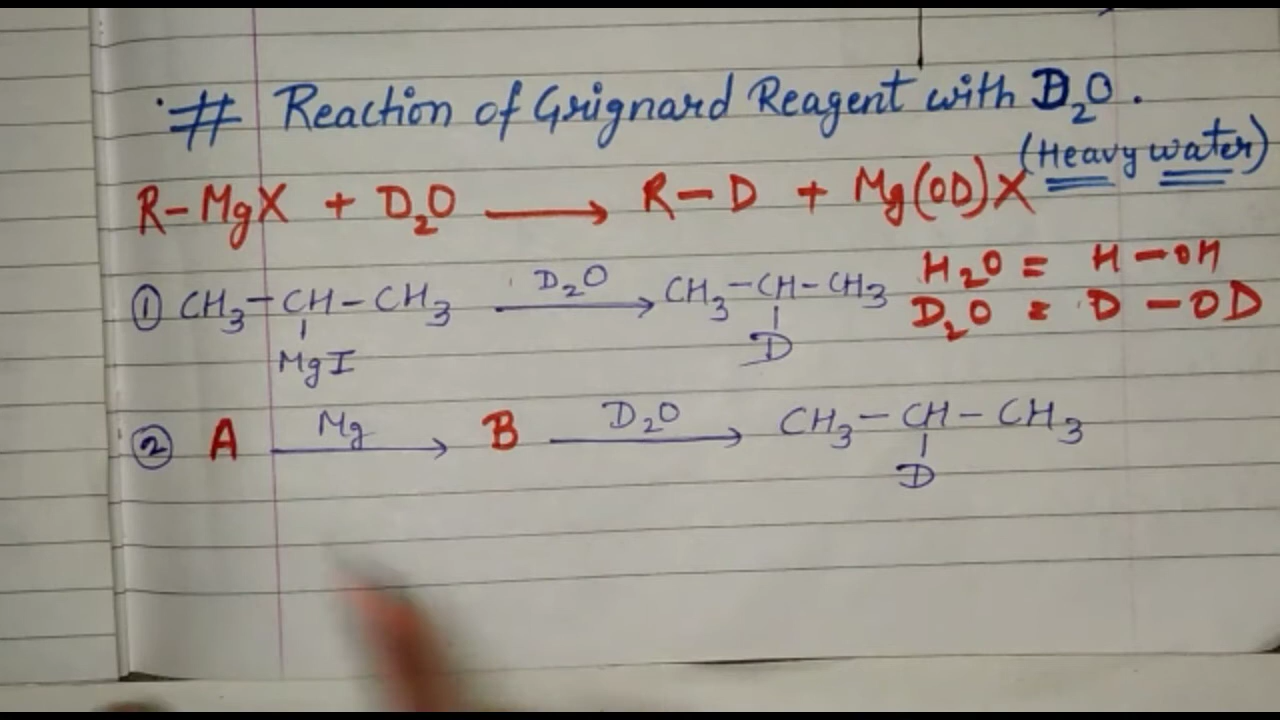 # Reaction of Grignard Reagent with D₂O.
(Heavy water)
R-MgX + D₂O ⟶ R-D + Mg(OD)X
H₂O = H-OH
① CH₃-CH-CH₃ D₂O ⟶ CH₃-CH-CH₃
D₂O = D-OD
MgI D
② A Mg ⟶ B D₂O ⟶ CH₃-CH-CH₃
D